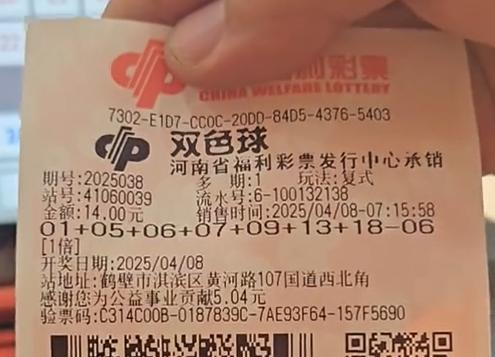 利彩票
CHINA WELFARE LOTTERY
7302-E1D7-CC0C-20DD-84D5-4376-5403
双色球
河南省福利彩票发行中心承销
期号:2025038 多 期:1 玩法:复式
站号:41060039 流水号:6-100132138
金额:14.00元 销售时间:2025/04/08-07:15:58
01+05+06+07+09+13+18-06
[1倍]
开奖日期:2025/04/08
站地址:鹤壁市淇滨区黄河路107国道西北角
感谢您为公益事业贡献5.04元
验票码:C314C00B-0187839C-7AE93F64-157F5690